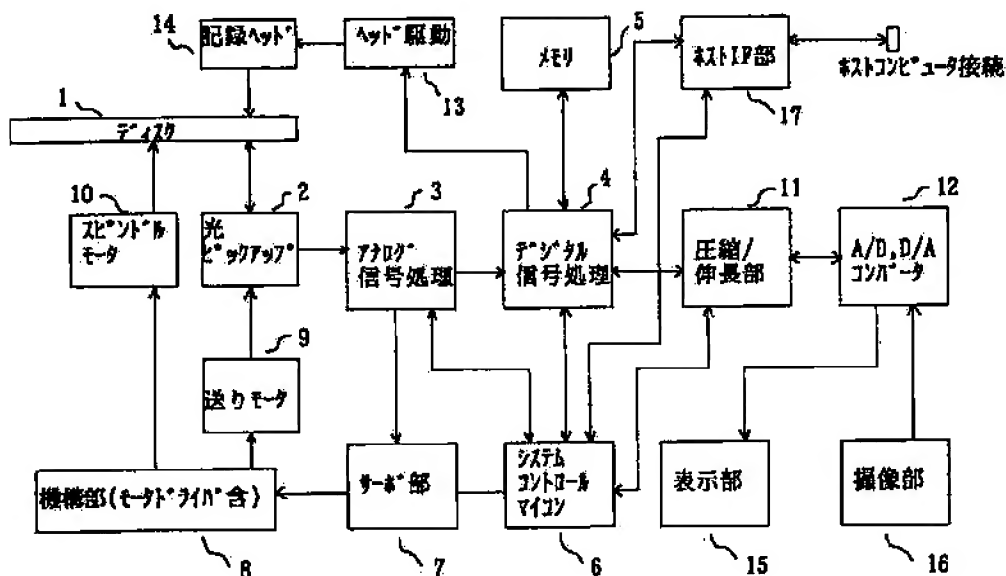 14
記録ヘッド
ヘッド駆動
13
5
メモリ
ホストIF部
17
ホストコンピュータ接続
1
ディスク
10
スピンドル
モータ
2
光
ピックアップ
3
アナログ
信号処理
4
デジタル
信号処理
11
圧縮/
伸長部
12
A/D,D/A
コンバータ
9
送りモータ
機構部(モータドライバ含)
8
サーボ部
7
システム
コントロール
マイコン
6
表示部
15
撮像部
16